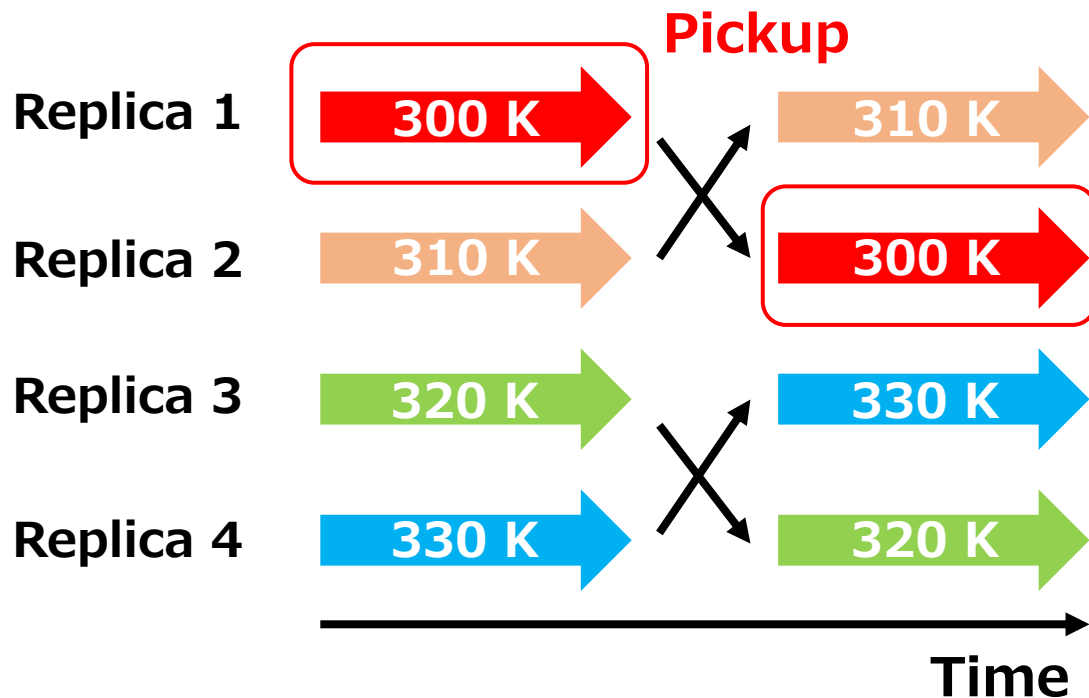 Pickup
Replica 1 300 K 310 K
Replica 2 310 K 300 K
Replica 3 320 K 330 K
Replica 4 330 K 320 K
Time